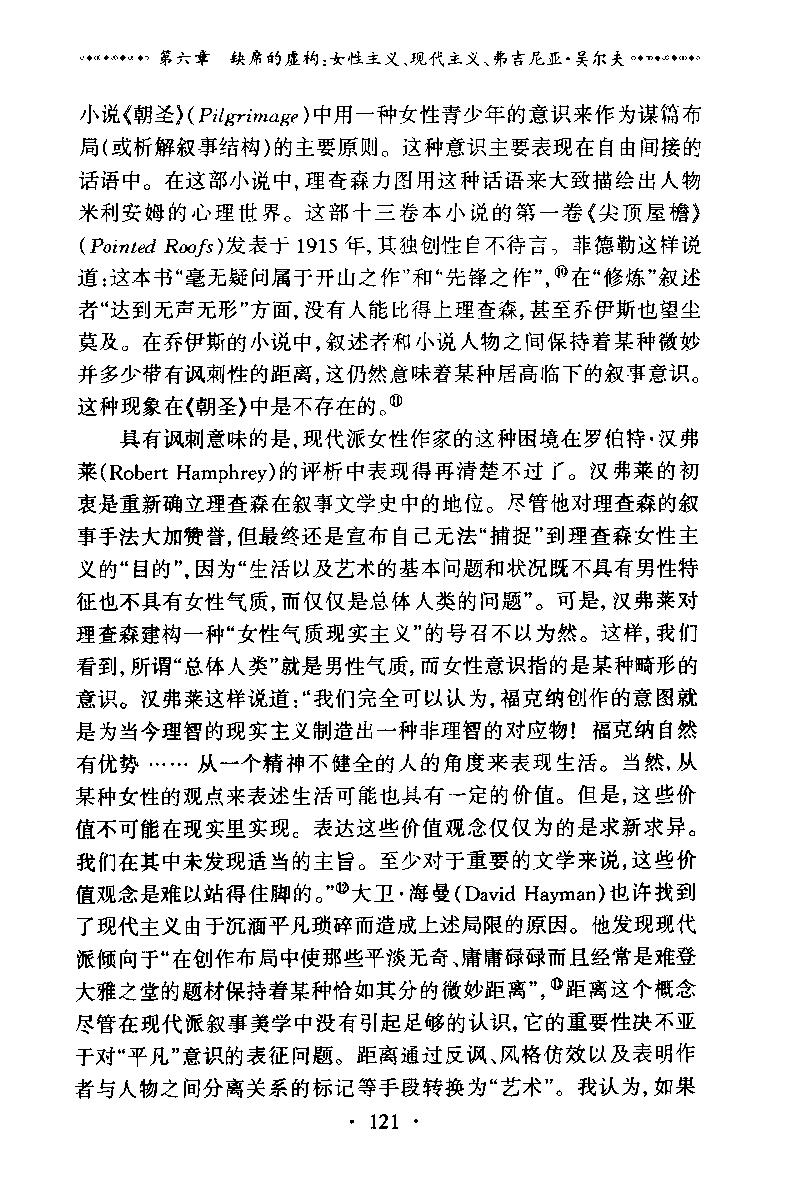 第六章 缺席的虚构:女性主义、现代主义、弗吉尼亚·吴尔夫
小说《朝圣》(Pilgrimage)中用一种女性青少年的意识来作为谋篇布
局(或析解叙事结构)的主要原则。这种意识主要表现在自由间接的
话语中。在这部小说中,理查森力图用这种话语来大致描绘出人物
米利安姆的心理世界。这部十三卷本小说的第一卷《尖顶屋檐》
(Pointed Roofs)发表于1915年,其独创性自不待言。菲德勒这样说
道:这本书“毫无疑问属于开山之作”和“先锋之作”,⑩在“修炼”叙述
者“达到无声无形”方面,没有人能比得上理查森,甚至乔伊斯也望尘
莫及。在乔伊斯的小说中,叙述者和小说人物之间保持着某种微妙
并多少带有讽刺性的距离,这仍然意味着某种居高临下的叙事意识。
这种现象在《朝圣》中是不存在的。⑪
具有讽刺意味的是,现代派女性作家的这种困境在罗伯特·汉弗
莱(Robert Hamphrey)的评析中表现得再清楚不过了。汉弗莱的初
衷是重新确立理查森在叙事文学史中的地位。尽管他对理查森的叙
事手法大加赞誉,但最终还是宣布自己无法“捕捉”到理查森女性主
义的“目的”,因为“生活以及艺术的基本问题和状况既不具有男性特
征也不具有女性气质,而仅仅是总体人类的问题”。可是,汉弗莱对
理查森建构一种“女性气质现实主义”的号召不以为然。这样,我们
看到,所谓“总体人类”就是男性气质,而女性意识指的是某种畸形的
意识。汉弗莱这样说道:“我们完全可以认为,福克纳创作的意图就
是为当今理智的现实主义制造出一种非理智的对应物!福克纳自然
有优势……从一个精神不健全的人的角度来表现生活。当然,从
某种女性的观点来表述生活可能也具有一定的价值。但是,这些价
值不可能在现实里实现。表达这些价值观念仅仅为的是求新求异。
我们在其中未发现适当的主旨。至少对于重要的文学来说,这些价
值观念是难以站得住脚的。”⑫大卫·海曼(David Hayman)也许找到
了现代主义由于沉湎平凡琐碎而造成上述局限的原因。他发现现代
派倾向于“在创作布局中使那些平淡无奇、庸庸碌碌而且经常是难登
大雅之堂的题材保持着某种恰如其分的微妙距离”,⑬距离这个概念
尽管在现代派叙事美学中没有引起足够的认识,它的重要性决不亚
于对“平凡”意识的表征问题。距离通过反讽、风格仿效以及表明作
者与人物之间分离关系的标记等手段转换为“艺术”。我认为,如果
· 121 ·